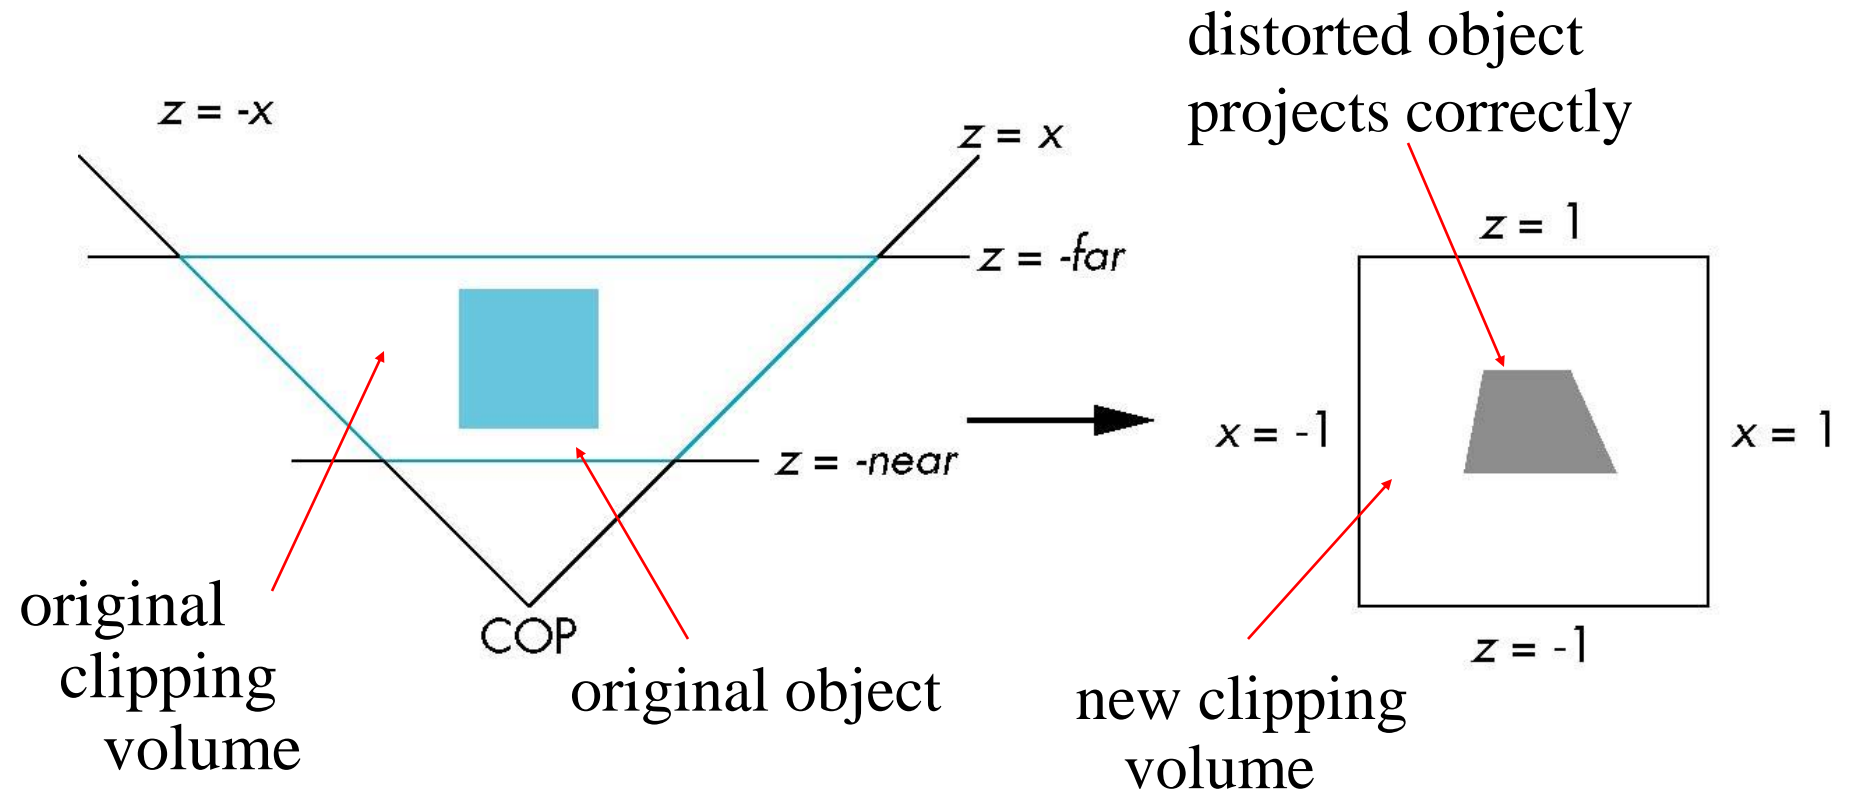 distorted object
projects correctly
z = -x
z = x
z = -far
z = -near
COP
original
clipping
volume
original object
z = 1
x = -1
x = 1
z = -1
new clipping
volume